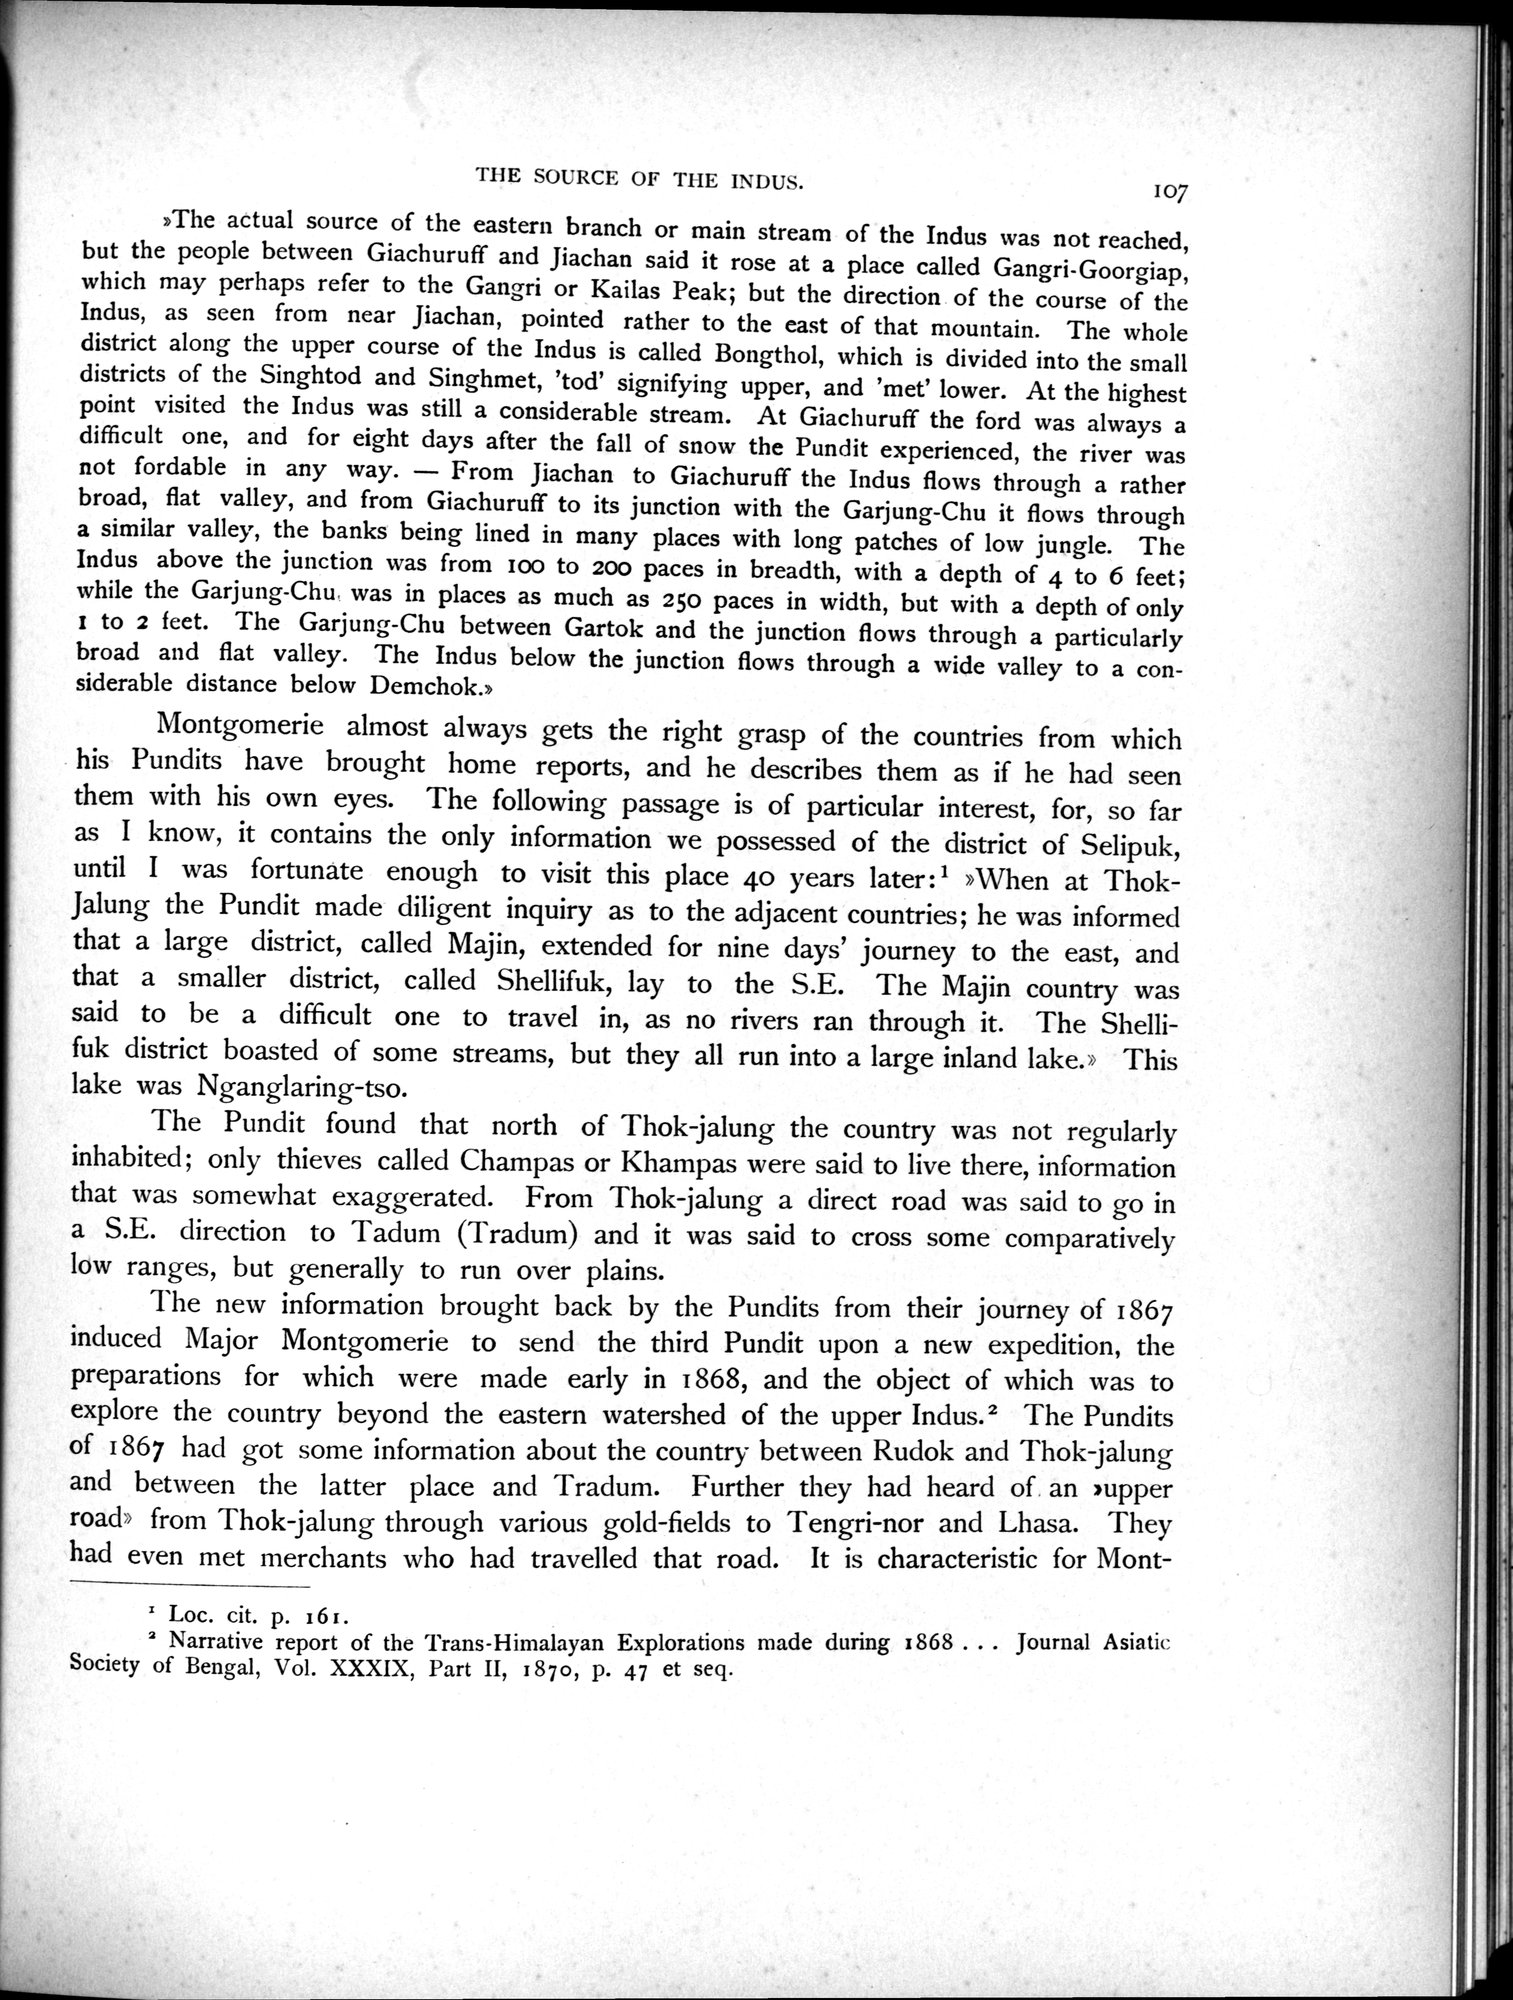 THE SOURCE OF THE INDUS.
107
»The actual source of the eastern branch or main stream of the Indus was not reached,
but the people between Giachuruff and Jiachan said it rose at a place called Gangri-Goorgiap,
which may perhaps refer to the Gangri or Kailas Peak; but the direction of the course of the
Indus, as seen from near Jiachan, pointed rather to the east of that mountain. The whole
district along the upper course of the Indus is called Bongthol, which is divided into the small
districts of the Singhtod and Singhmet, 'tod' signifying upper, and 'met' lower. At the highest
point visited the Indus was still a considerable stream. At Giachuruff the ford was always a
difficult one, and for eight days after the fall of snow the Pundit experienced, the river was
not fordable in any way. — From Jiachan to Giachuruff the Indus flows through a rather
broad, flat valley, and from Giachuruff to its junction with the Garjung-Chu it flows through
a similar valley, the banks being lined in many places with long patches of low jungle. The
Indus above the junction was from 100 to 200 paces in breadth, with a depth of 4 to 6 feet;
while the Garjung-Chu was in places as much as 250 paces in width, but with a depth of only
1 to 2 feet. The Garjung-Chu between Gartok and the junction flows through a particularly
broad and flat valley. The Indus below the junction flows through a wide valley to a con-
siderable distance below Demchok.»
Montgomerie almost always gets the right grasp of the countries from which
his Pundits have brought home reports, and he describes them as if he had seen
them with his own eyes. The following passage is of particular interest, for, so far
as I know, it contains the only information we possessed of the district of Selipuk,
until I was fortunate enough to visit this place 40 years later:¹ »When at Thok-
Jalung the Pundit made diligent inquiry as to the adjacent countries; he was informed
that a large district, called Majin, extended for nine days' journey to the east, and
that a smaller district, called Shellifuk, lay to the S.E. The Majin country was
said to be a difficult one to travel in, as no rivers ran through it. The Shelli-
fuk district boasted of some streams, but they all run into a large inland lake.» This
lake was Nganglaring-tso.
The Pundit found that north of Thok-jalung the country was not regularly
inhabited; only thieves called Champas or Khampas were said to live there, information
that was somewhat exaggerated. From Thok-jalung a direct road was said to go in
a S.E. direction to Tadum (Tradum) and it was said to cross some comparatively
low ranges, but generally to run over plains.
The new information brought back by the Pundits from their journey of 1867
induced Major Montgomerie to send the third Pundit upon a new expedition, the
preparations for which were made early in 1868, and the object of which was to
explore the country beyond the eastern watershed of the upper Indus.² The Pundits
of 1867 had got some information about the country between Rudok and Thok-jalung
and between the latter place and Tradum. Further they had heard of an »upper
road» from Thok-jalung through various gold-fields to Tengri-nor and Lhasa. They
had even met merchants who had travelled that road. It is characteristic for Mont-
¹ Loc. cit. p. 161.
² Narrative report of the Trans-Himalayan Explorations made during 1868 . . . Journal Asiatic
Society of Bengal, Vol. XXXIX, Part II, 1870, p. 47 et seq.